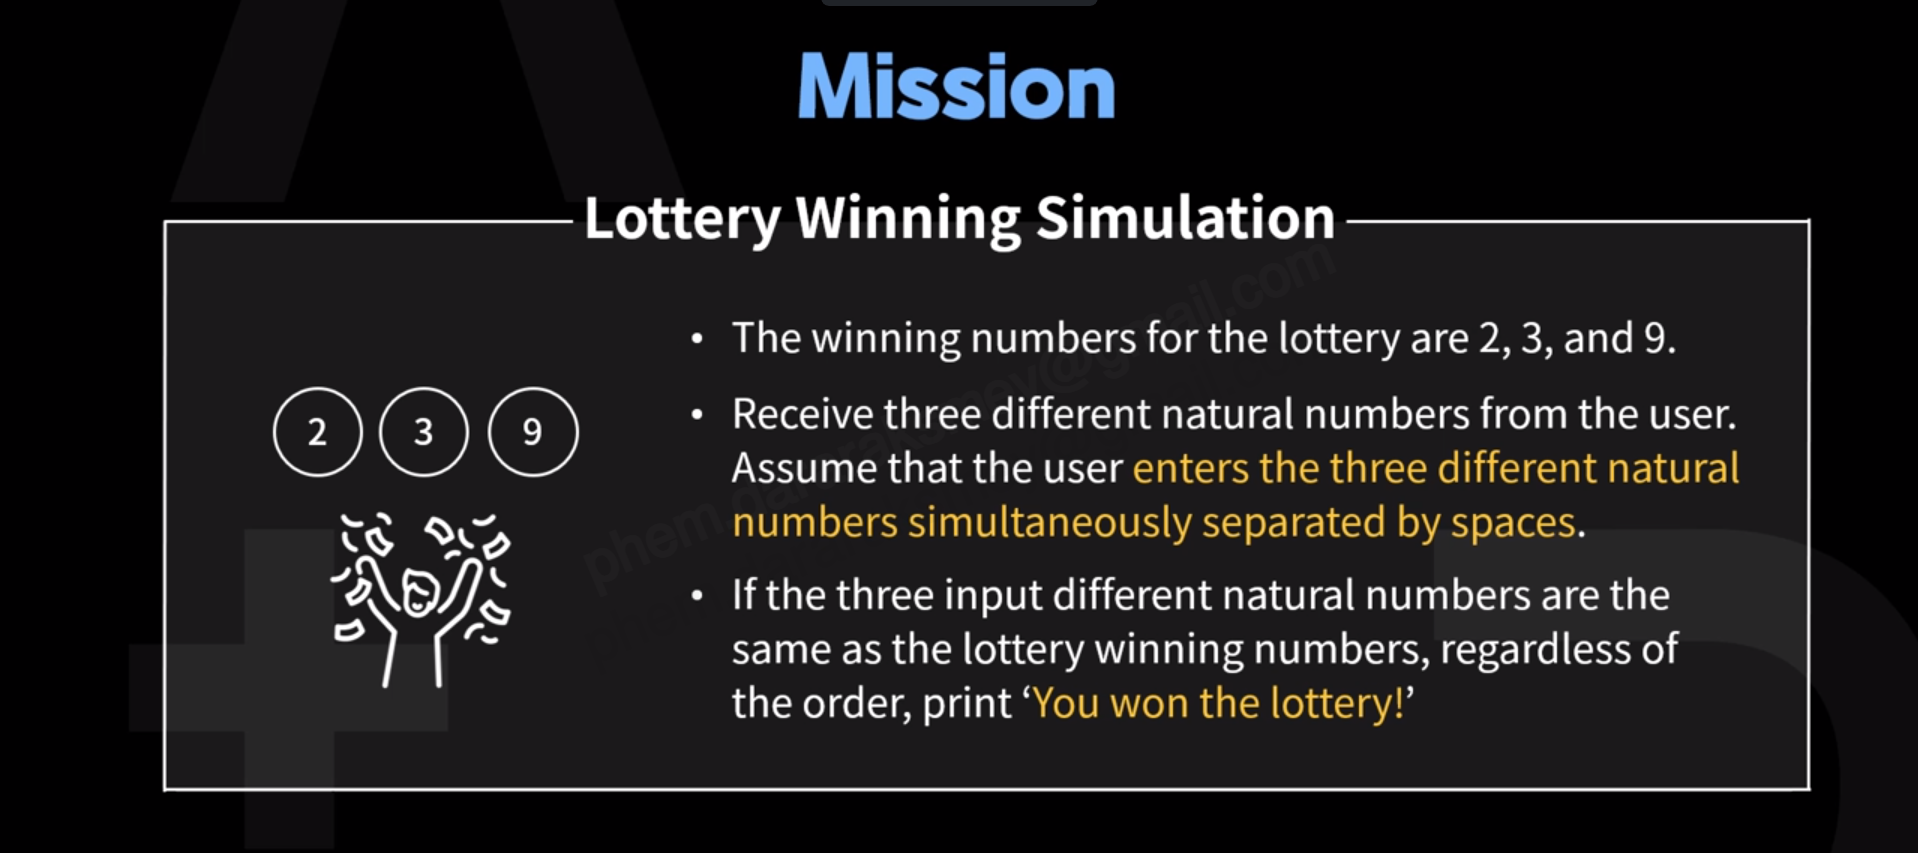 Mission
Lottery Winning Simulation
• The winning numbers for the lottery are 2, 3, and 9.
• Receive three different natural numbers from the user.
Assume that the user enters the three different natural
numbers simultaneously separated by spaces.
• If the three input different natural numbers are the
same as the lottery winning numbers, regardless of
the order, print ‘You won the lottery!’
2 3 9